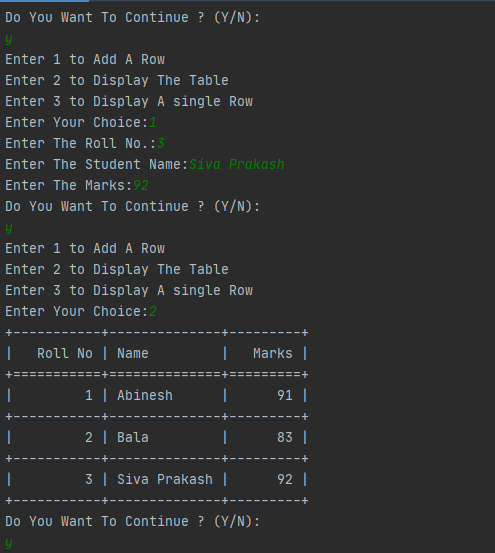 Do You Want To Continue ? (Y/N):
y
Enter 1 to Add A Row
Enter 2 to Display The Table
Enter 3 to Display A single Row
Enter Your Choice:1
Enter The Roll No.:3
Enter The Student Name:Siva Prakash
Enter The Marks:92
Do You Want To Continue ? (Y/N):
y
Enter 1 to Add A Row
Enter 2 to Display The Table
Enter 3 to Display A single Row
Enter Your Choice:2
+-----------+--------------+---------+
|   Roll No | Name         |   Marks |
+===========+==============+=========+
|         1 | Abinesh      |      91 |
+-----------+--------------+---------+
|         2 | Bala         |      83 |
+-----------+--------------+---------+
|         3 | Siva Prakash |      92 |
+-----------+--------------+---------+
Do You Want To Continue ? (Y/N):
y